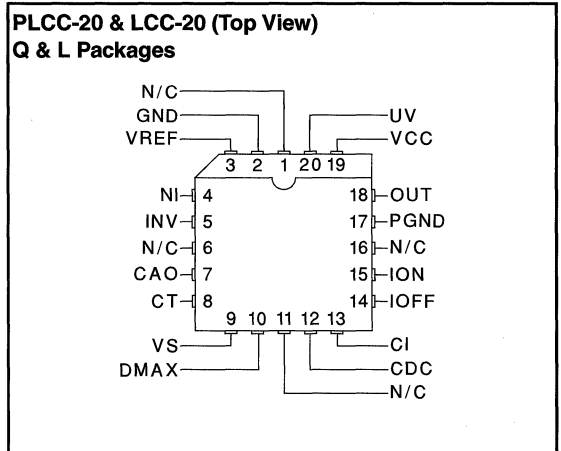 PLCC-20 & LCC-20 (Top View)
Q & L Packages
N/C
GND
UV
VREF
VCC
3 2 1 20 19
NI 4
18 OUT
INV 5
17 PGND
N/C 6
16 N/C
CAO 7
15 ION
CT 8
14 IOFF
9 10 11 12 13
VS
CI
DMAX
CDC
N/C